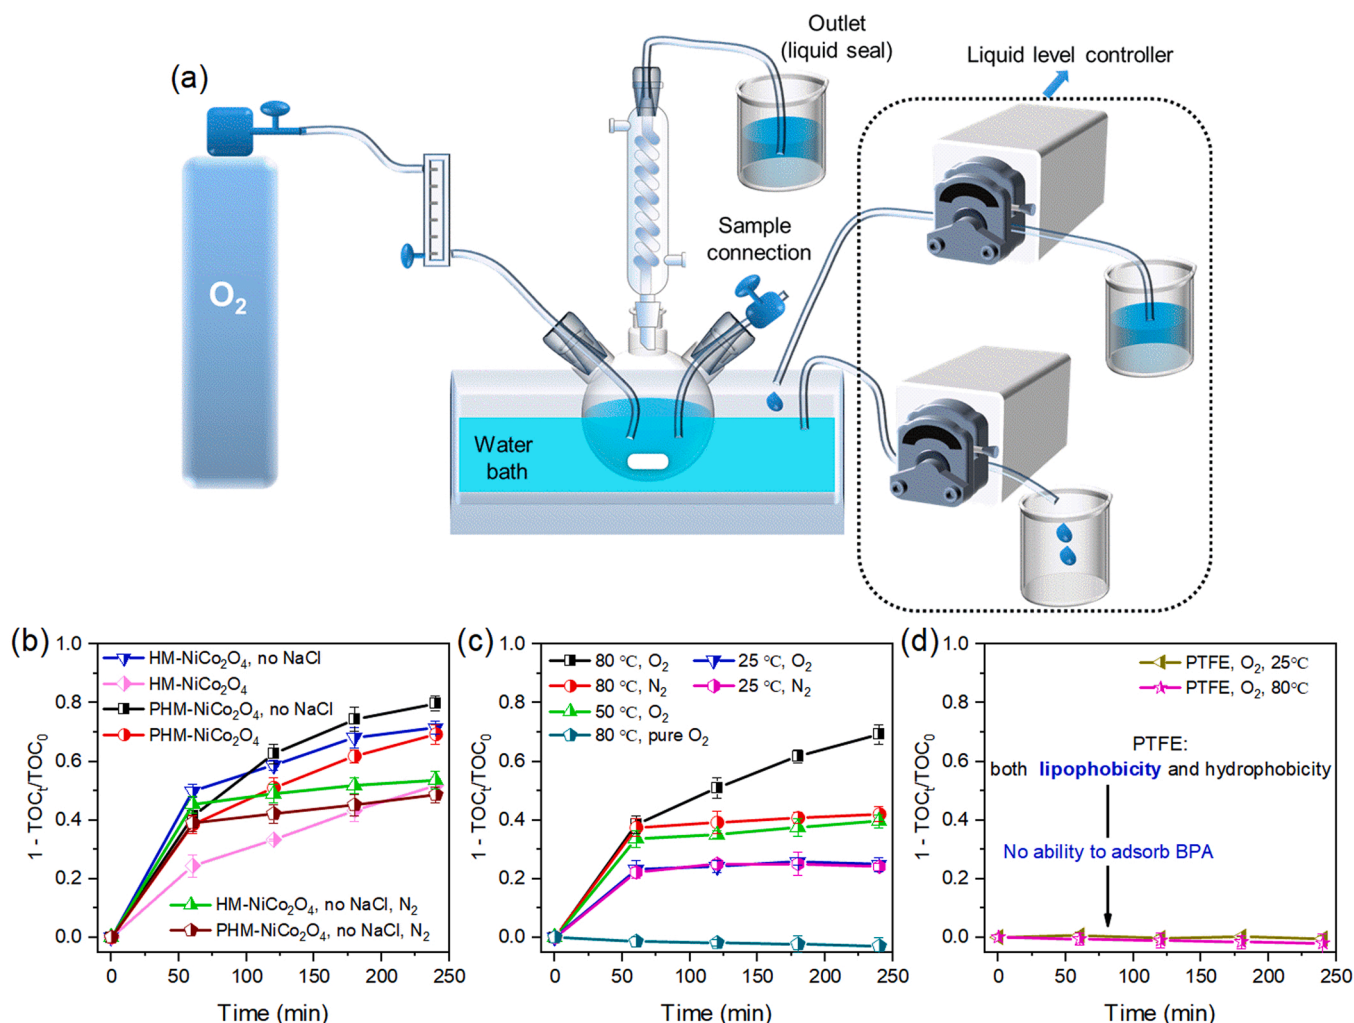 (a)
Outlet
(liquid seal)
Liquid level controller
Sample
connection
O₂
Water
bath
(b)
1 - TOCₜ/TOC₀
1.0
0.8
0.6
0.4
0.2
0.0
HM-NiCo₂O₄, no NaCl
HM-NiCo₂O₄
PHM-NiCo₂O₄, no NaCl
PHM-NiCo₂O₄
HM-NiCo₂O₄, no NaCl, N₂
PHM-NiCo₂O₄, no NaCl, N₂
0 50 100 150 200 250
Time (min)
(c)
1 - TOCₜ/TOC₀
1.0
0.8
0.6
0.4
0.2
0.0
80 °C, O₂
80 °C, N₂
50 °C, O₂
80 °C, pure O₂
25 °C, O₂
25 °C, N₂
0 50 100 150 200 250
Time (min)
(d)
1 - TOCₜ/TOC₀
1.0
0.8
0.6
0.4
0.2
0.0
PTFE, O₂, 25°C
PTFE, O₂, 80°C
PTFE:
both lipophobicity and hydrophobicity
No ability to adsorb BPA
0 50 100 150 200 250
Time (min)